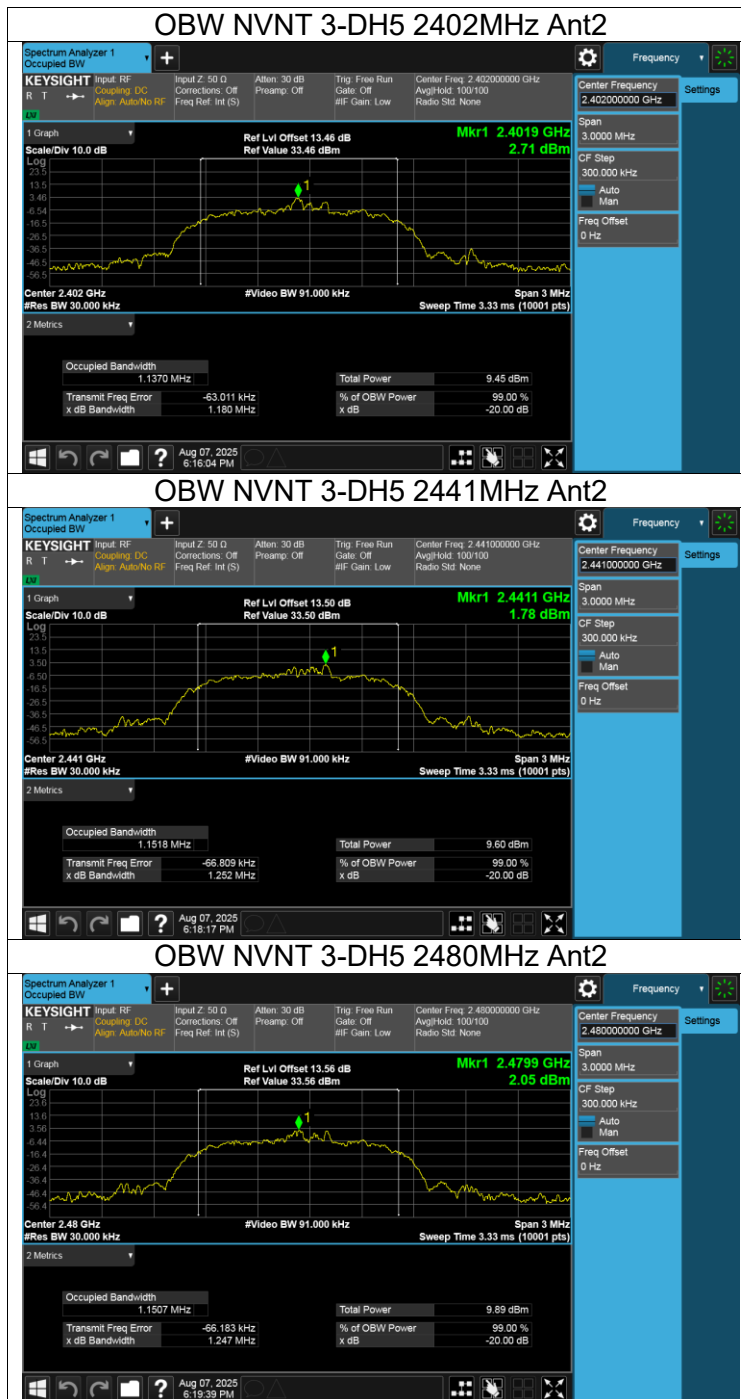 OBW NVNT 3-DH5 2402MHz Ant2
Spectrum Analyzer 1
Occupied BW
Frequency
KEYSIGHT Input: RF Input Z: 50 Ω Atten: 30 dB Trig: Free Run Center Freq: 2.402000000 GHz
R T Coupling: DC Corrections: Off Preamp: Off Gate: Off Avg|Hold: 100/100
Align: Auto/No RF Freq Ref: Int (S) #IF Gain: Low Radio Std: None
LXI
Center Frequency
2.402000000 GHz
Settings
Span
3.0000 MHz
CF Step
300.000 kHz
Auto
Man
Freq Offset
0 Hz
1 Graph
Ref Lvl Offset 13.46 dB
Mkr1 2.4019 GHz
Scale/Div 10.0 dB
Ref Value 33.46 dBm
2.71 dBm
Log
23.5
13.5
3.46
-6.54
-16.5
-26.5
-36.5
-46.5
-56.5
1
Center 2.402 GHz #Video BW 91.000 kHz Span 3 MHz
#Res BW 30.000 kHz Sweep Time 3.33 ms (10001 pts)
2 Metrics
Occupied Bandwidth
1.1370 MHz Total Power 9.45 dBm
Transmit Freq Error -63.011 kHz % of OBW Power 99.00 %
x dB Bandwidth 1.180 MHz x dB -20.00 dB
Aug 07, 2025
6:16:04 PM
OBW NVNT 3-DH5 2441MHz Ant2
Spectrum Analyzer 1
Occupied BW
Frequency
KEYSIGHT Input: RF Input Z: 50 Ω Atten: 30 dB Trig: Free Run Center Freq: 2.441000000 GHz
R T Coupling: DC Corrections: Off Preamp: Off Gate: Off Avg|Hold: 100/100
Align: Auto/No RF Freq Ref: Int (S) #IF Gain: Low Radio Std: None
LXI
Center Frequency
2.441000000 GHz
Settings
Span
3.0000 MHz
CF Step
300.000 kHz
Auto
Man
Freq Offset
0 Hz
1 Graph
Ref Lvl Offset 13.50 dB
Mkr1 2.4411 GHz
Scale/Div 10.0 dB
Ref Value 33.50 dBm
1.78 dBm
Log
23.5
13.5
3.50
-6.50
-16.5
-26.5
-36.5
-46.5
-56.5
1
Center 2.441 GHz #Video BW 91.000 kHz Span 3 MHz
#Res BW 30.000 kHz Sweep Time 3.33 ms (10001 pts)
2 Metrics
Occupied Bandwidth
1.1518 MHz Total Power 9.60 dBm
Transmit Freq Error -66.809 kHz % of OBW Power 99.00 %
x dB Bandwidth 1.252 MHz x dB -20.00 dB
Aug 07, 2025
6:18:17 PM
OBW NVNT 3-DH5 2480MHz Ant2
Spectrum Analyzer 1
Occupied BW
Frequency
KEYSIGHT Input: RF Input Z: 50 Ω Atten: 30 dB Trig: Free Run Center Freq: 2.480000000 GHz
R T Coupling: DC Corrections: Off Preamp: Off Gate: Off Avg|Hold: 100/100
Align: Auto/No RF Freq Ref: Int (S) #IF Gain: Low Radio Std: None
LXI
Center Frequency
2.480000000 GHz
Settings
Span
3.0000 MHz
CF Step
300.000 kHz
Auto
Man
Freq Offset
0 Hz
1 Graph
Ref Lvl Offset 13.56 dB
Mkr1 2.4799 GHz
Scale/Div 10.0 dB
Ref Value 33.56 dBm
2.05 dBm
Log
23.6
13.6
3.56
-6.44
-16.4
-26.4
-36.4
-46.4
-56.4
1
Center 2.48 GHz #Video BW 91.000 kHz Span 3 MHz
#Res BW 30.000 kHz Sweep Time 3.33 ms (10001 pts)
2 Metrics
Occupied Bandwidth
1.1507 MHz Total Power 9.89 dBm
Transmit Freq Error -66.183 kHz % of OBW Power 99.00 %
x dB Bandwidth 1.247 MHz x dB -20.00 dB
Aug 07, 2025
6:19:39 PM